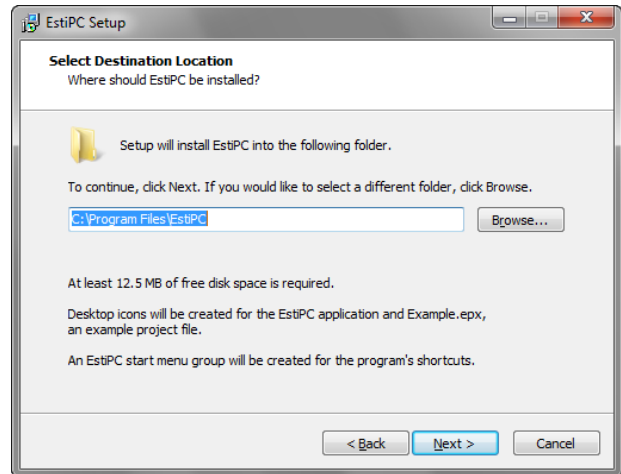 EstiPC Setup
Select Destination Location
Where should EstiPC be installed?
Setup will install EstiPC into the following folder.
To continue, click Next. If you would like to select a different folder, click Browse.
C:\Program Files\EstiPC
Browse...
At least 12.5 MB of free disk space is required.
Desktop icons will be created for the EstiPC application and Example.epx,
an example project file.
An EstiPC start menu group will be created for the program's shortcuts.
< Back
Next >
Cancel